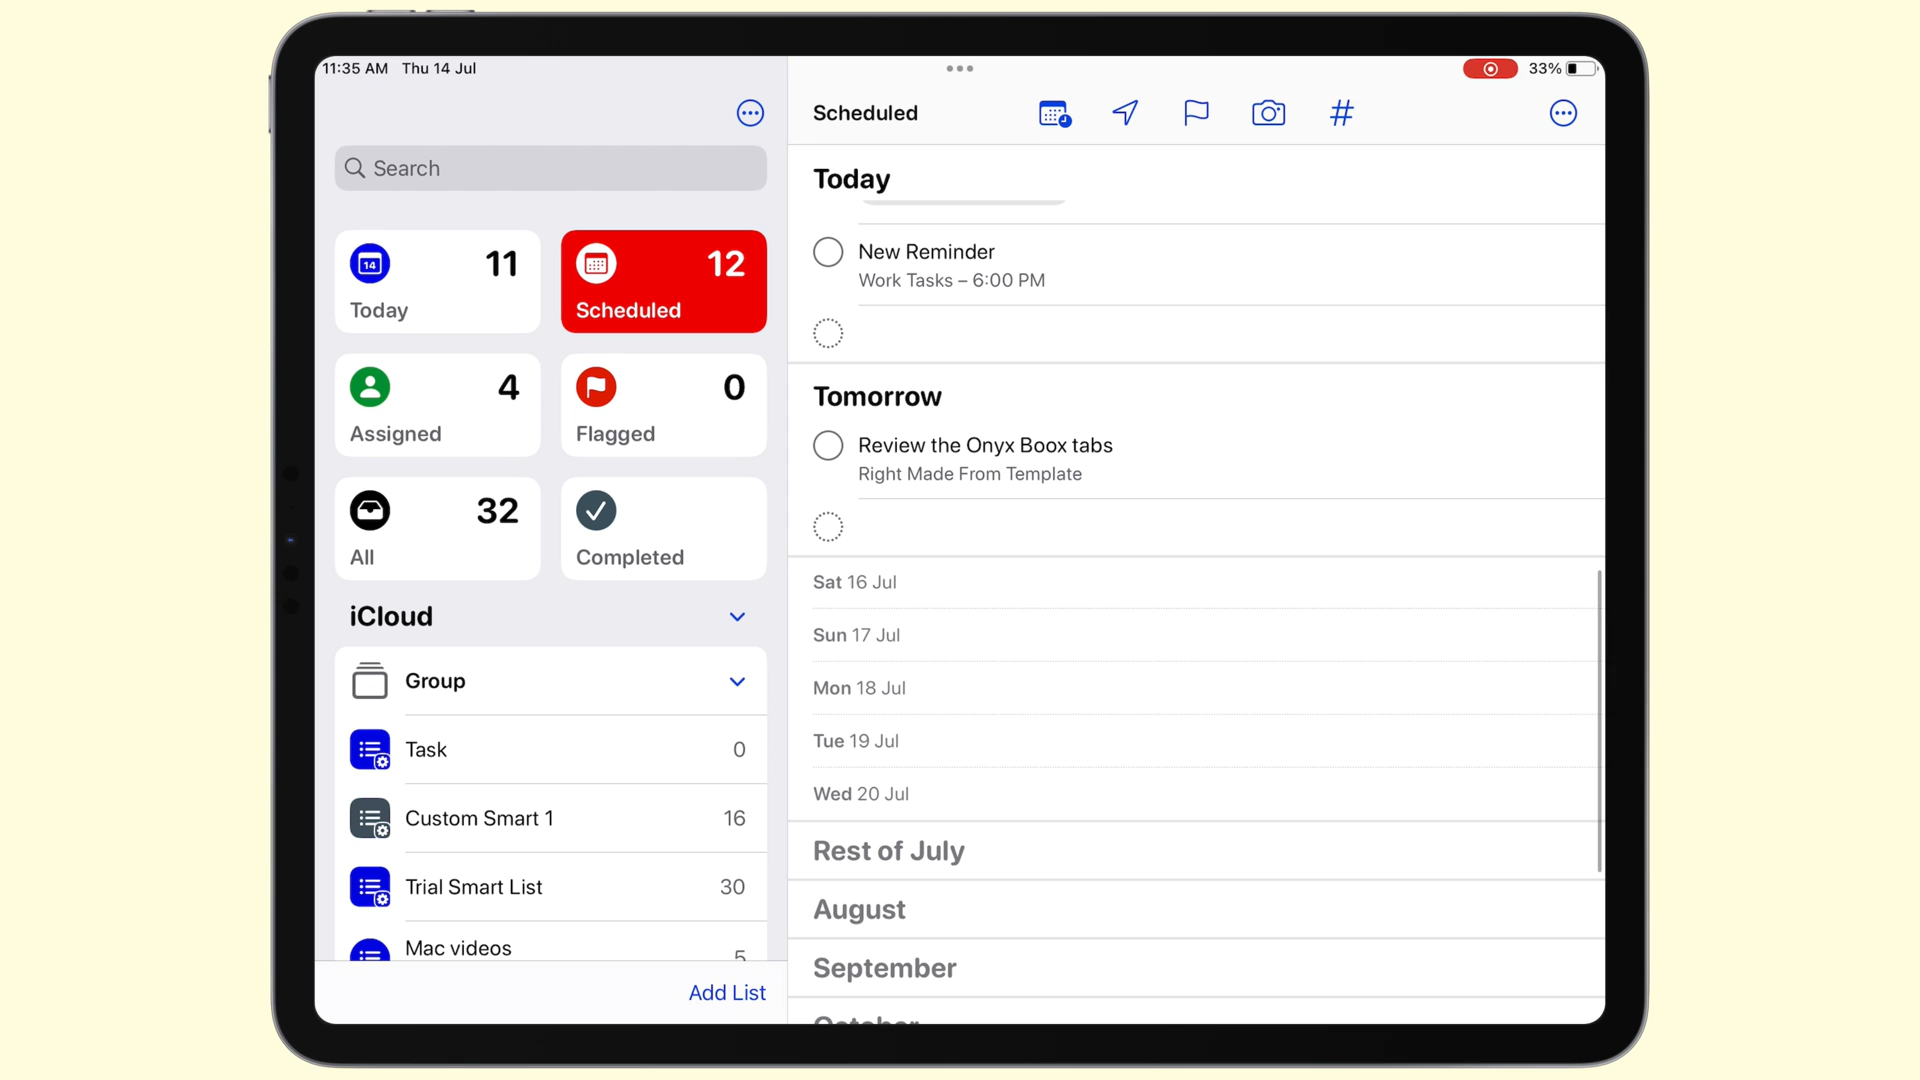 11:35 AM Thu 14 Jul
33%
Search
14
11
Today
12
Scheduled
4
Assigned
0
Flagged
32
All
Completed
iCloud
Group
Task 0
Custom Smart 1 16
Trial Smart List 30
Mac videos 5
Add List
Scheduled
#
Today
New Reminder
Work Tasks – 6:00 PM
Tomorrow
Review the Onyx Boox tabs
Right Made From Template
Sat 16 Jul
Sun 17 Jul
Mon 18 Jul
Tue 19 Jul
Wed 20 Jul
Rest of July
August
September
October